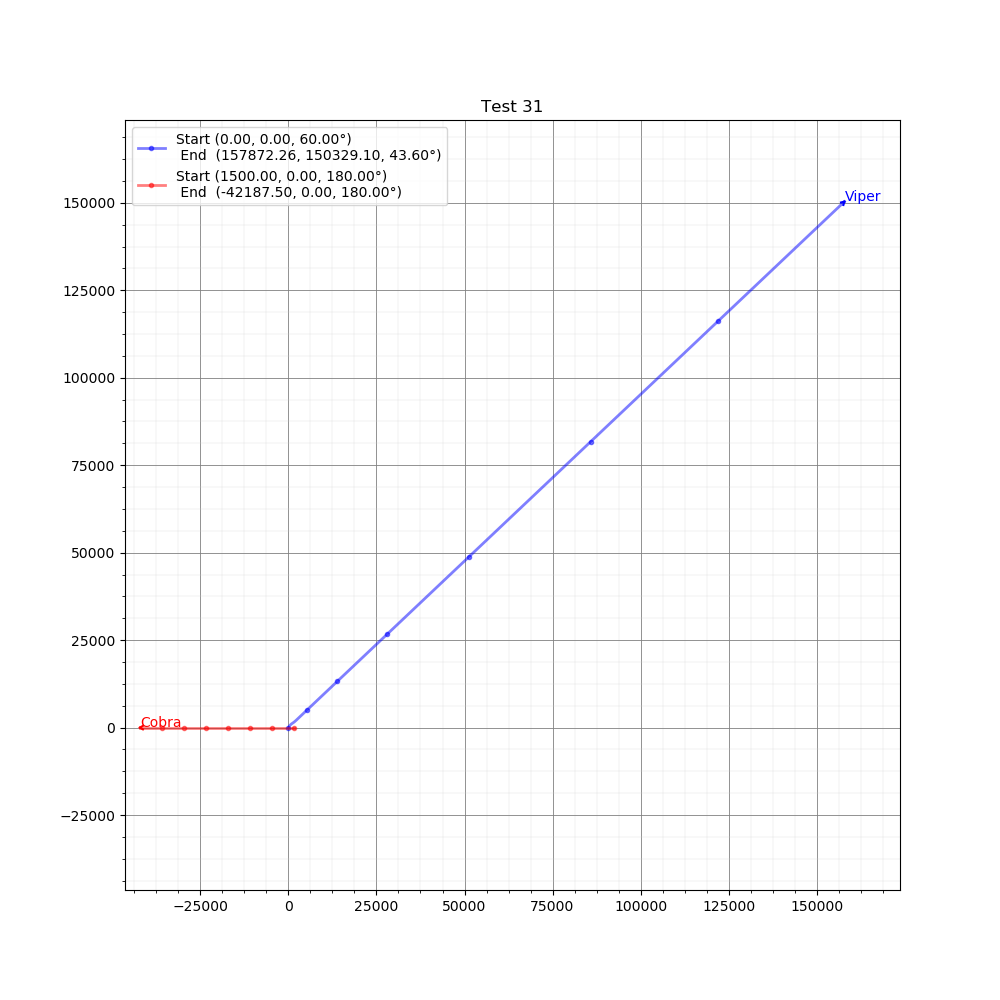 Test 31
Start (0.00, 0.00, 60.00°)
End (157872.26, 150329.10, 43.60°)
Start (1500.00, 0.00, 180.00°)
End (-42187.50, 0.00, 180.00°)
150000
125000
100000
75000
50000
25000
0
−25000
Viper
Cobra
−25000 0 25000 50000 75000 100000 125000 150000